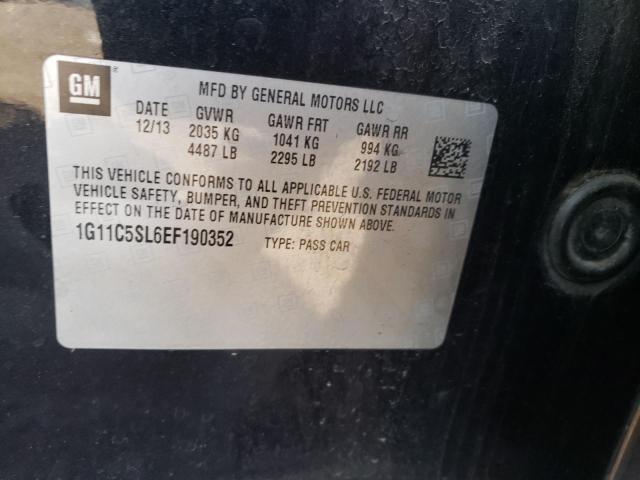 GM
MFD BY GENERAL MOTORS LLC
DATE GVWR GAWR FRT GAWR RR
12/13 2035 KG 1041 KG 994 KG
4487 LB 2295 LB 2192 LB
THIS VEHICLE CONFORMS TO ALL APPLICABLE U.S. FEDERAL MOTOR
VEHICLE SAFETY, BUMPER, AND THEFT PREVENTION STANDARDS IN
EFFECT ON THE DATE OF MANUFACTURE SHOWN ABOVE.
1G11C5SL6EF190352 TYPE: PASS CAR